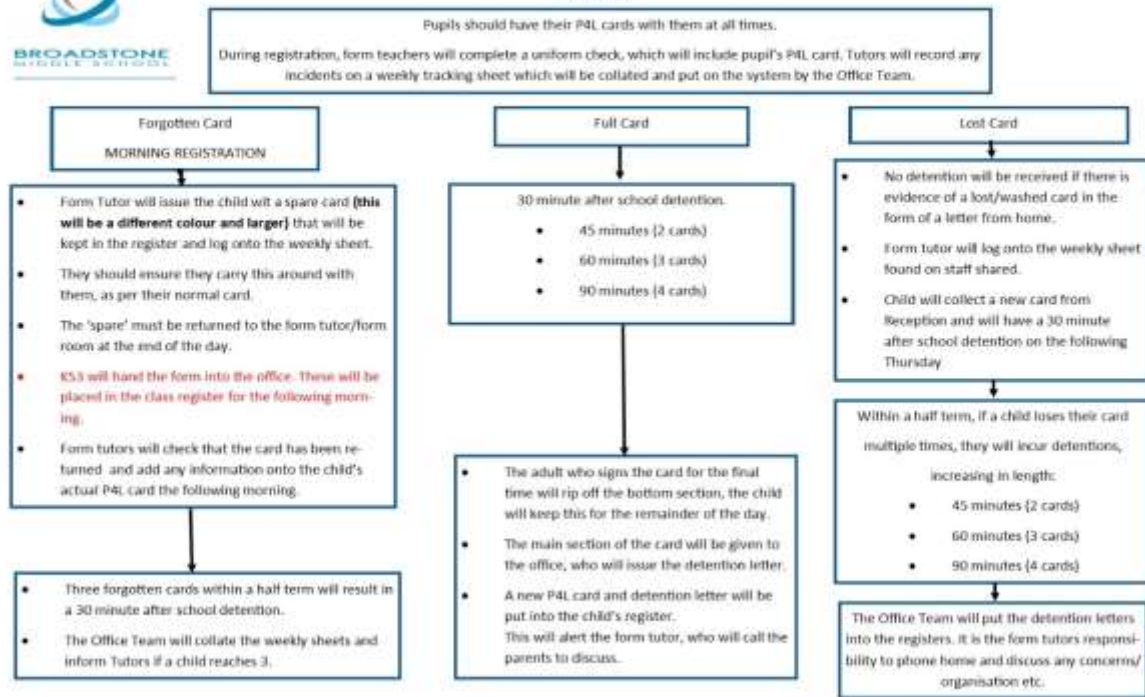 BROADSTONE
MIDDLE SCHOOL
Pupils should have their P4L cards with them at all times.
During registration, form teachers will complete a uniform check, which will include pupil's P4L card. Tutors will record any
incidents on a weekly tracking sheet which will be collated and put on the system by the Office Team.
Forgotten Card
MORNING REGISTRATION
• Form Tutor will issue the child wit a spare card (this
will be a different colour and larger) that will be
kept in the register and log onto the weekly sheet.
• They should ensure they carry this around with
them, as per their normal card.
• The 'spare' must be returned to the form tutor/form
room at the end of the day.
• KS3 will hand the form into the office. These will be
placed in the class register for the following morn-
ing.
• Form tutors will check that the card has been re-
turned and add any information onto the child's
actual P4L card the following morning.
• Three forgotten cards within a half term will result in
a 30 minute after school detention.
• The Office Team will collate the weekly sheets and
inform Tutors if a child reaches 3.
Full Card
30 minute after school detention.
• 45 minutes (2 cards)
• 60 minutes (3 cards)
• 90 minutes (4 cards)
• The adult who signs the card for the final
time will rip off the bottom section, the child
will keep this for the remainder of the day.
• The main section of the card will be given to
the office, who will issue the detention letter.
• A new P4L card and detention letter will be
put into the child's register.
This will alert the form tutor, who will call the
parents to discuss.
Lost Card
• No detention will be received if there is
evidence of a lost/washed card in the
form of a letter from home.
• Form tutor will log onto the weekly sheet
found on staff shared.
• Child will collect a new card from
Reception and will have a 30 minute
after school detention on the following
Thursday
Within a half term, if a child loses their card
multiple times, they will incur detentions,
increasing in length:
• 45 minutes (2 cards)
• 60 minutes (3 cards)
• 90 minutes (4 cards)
The Office Team will put the detention letters
into the registers. It is the form tutors responsi-
bility to phone home and discuss any concerns/
organisation etc.